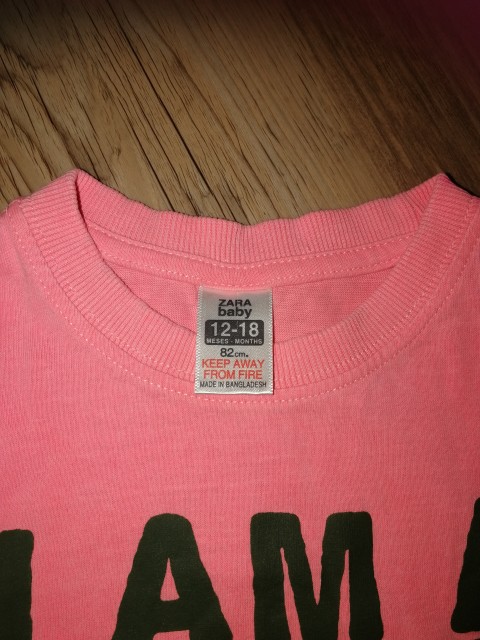 ZARA
baby
12-18
MESES - MONTHS
82cm.
KEEP AWAY
FROM FIRE
MADE IN BANGLADESH
I AM